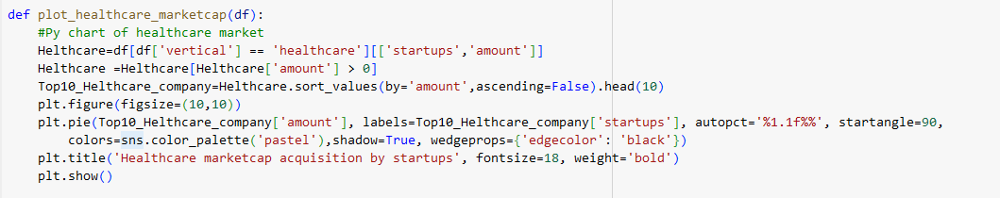 def plot_healthcare_marketcap(df):
    #Py chart of healthcare market
    Helthcare=df[df['vertical'] == 'healthcare'][['startups','amount']]
    Helthcare =Helthcare[Helthcare['amount'] > 0]
    Top10_Helthcare_company=Helthcare.sort_values(by='amount',ascending=False).head(10)
    plt.figure(figsize=(10,10))
    plt.pie(Top10_Helthcare_company['amount'], labels=Top10_Helthcare_company['startups'], autopct='%1.1f%%', startangle=90,
        colors=sns.color_palette('pastel'),shadow=True, wedgeprops={'edgecolor': 'black'})
    plt.title('Healthcare marketcap acquisition by startups', fontsize=18, weight='bold')
    plt.show()